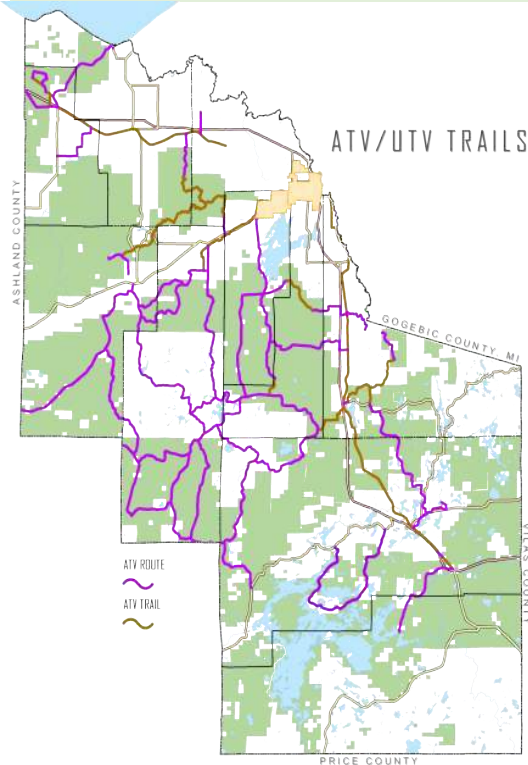 ATV/UTV TRAILS
ASHLAND COUNTY
GOGEBIC COUNTY MI
ATV ROUTE
ATV TRAIL
VILAS COUNTY
PRICE COUNTY